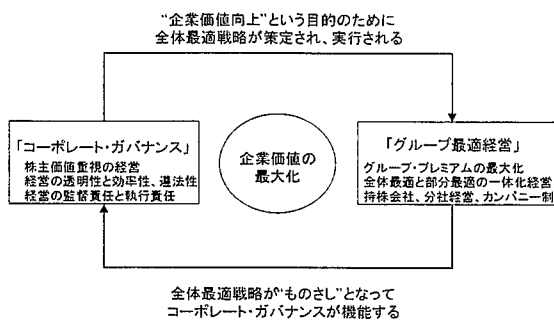 “企業価値向上”という目的のために
全体最適戦略が策定され、実行される
「コーポレート・ガバナンス」
株主価値重視の経営
経営の透明性と効率性、遵法性
経営の監督責任と執行責任
企業価値の
最大化
「グループ最適経営」
グループ・プレミアムの最大化
全体最適と部分最適の一体化経営
持株会社、分社経営、カンパニー制
全体最適戦略が“ものさし”となって
コーポレート・ガバナンスが機能する